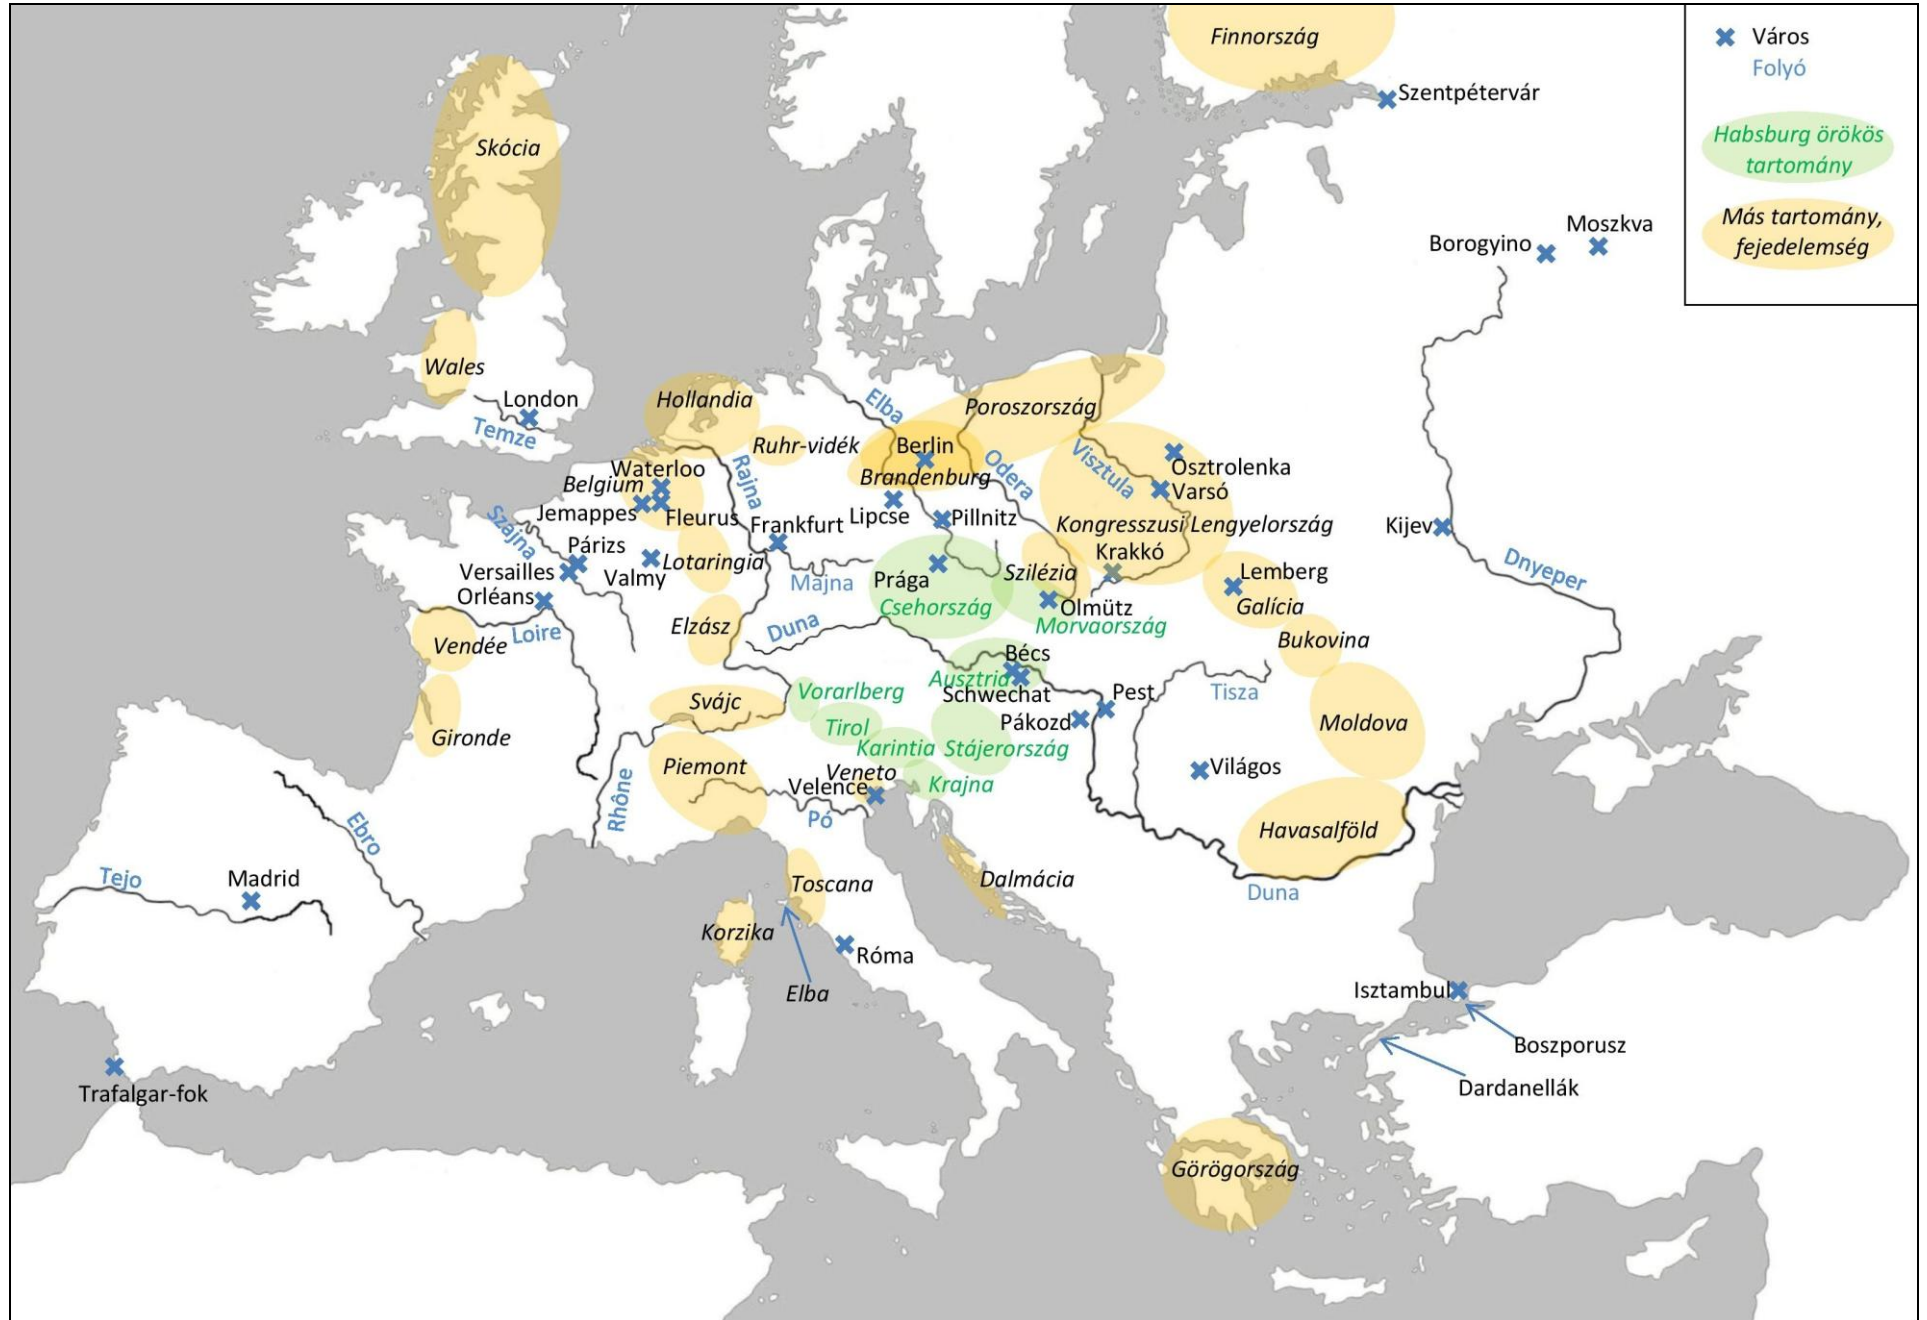 Finnország
Város
Folyó
Szentpétervár
Habsburg örökös
tartomány
Skócia
Más tartomány,
fejedelemség
Moszkva
Borogyino
Wales
London
Temze
Hollandia
Elba
Poroszország
Ruhr-vidék
Berlin
Brandenburg
Odera
Visztula
Osztrolenka
Varsó
Waterloo
Belgium
Rajna
Jemappes
Fleurus
Frankfurt
Lipcse
Pillnitz
Kongresszusi Lengyelország
Kijev
Szajna
Párizs
Versailles
Valmy
Lotaringia
Orléans
Majna
Prága
Csehország
Szilézia
Krakkó
Olmütz
Morvaország
Lemberg
Galícia
Dnyeper
Vendée
Loire
Elzász
Duna
Bukovina
Bécs
Ausztria
Schwechat
Pest
Pákozd
Tisza
Svájc
Vorarlberg
Tirol
Karintia
Stájerország
Moldova
Gironde
Piemont
Veneto
Velence
Krajna
Világos
Rhône
Pó
Ebro
Havasalföld
Tejo
Madrid
Toscana
Dalmácia
Duna
Korzika
Róma
Elba
Isztambul
Boszporusz
Dardanellák
Trafalgar-fok
Görögország